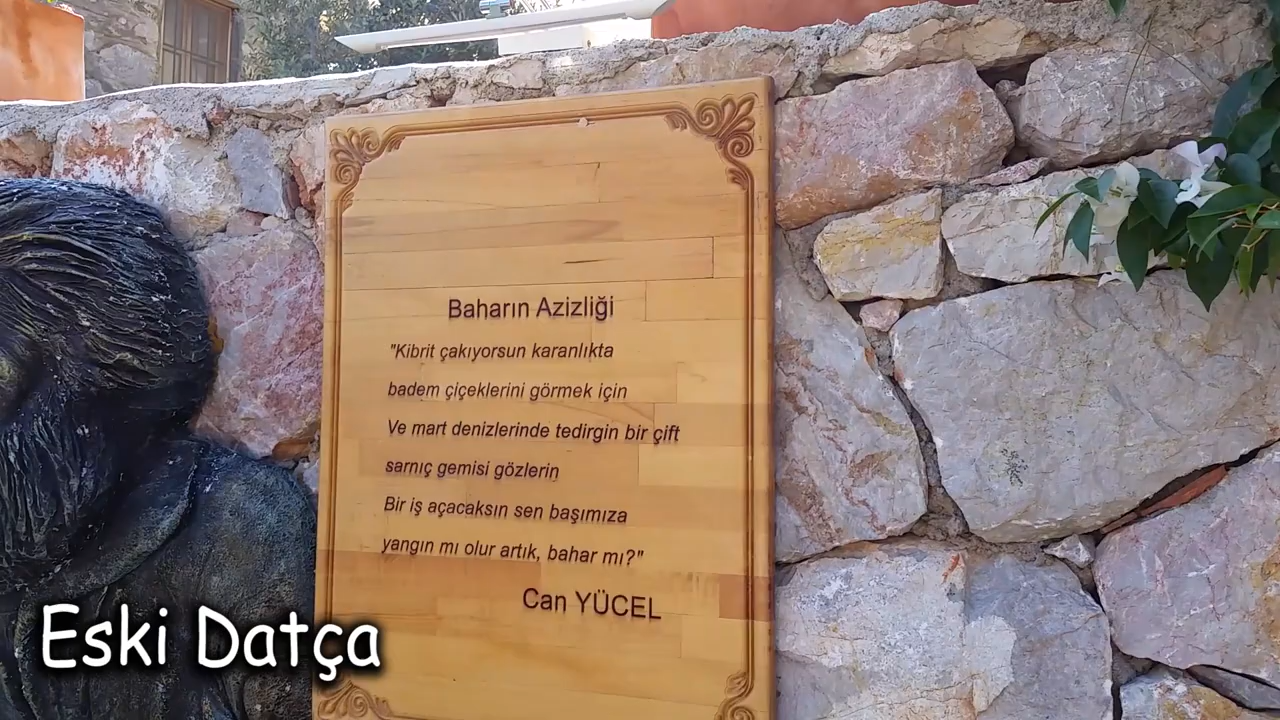 Baharın Azizliği
"Kibrit çakıyorsun karanlıkta
badem çiçeklerini görmek için
Ve mart denizlerinde tedirgin bir çift
sarnıç gemisi gözlerin
Bir iş açacaksın sen başımıza
yangın mı olur artık, bahar mı?"
Can YÜCEL
Eski Datça